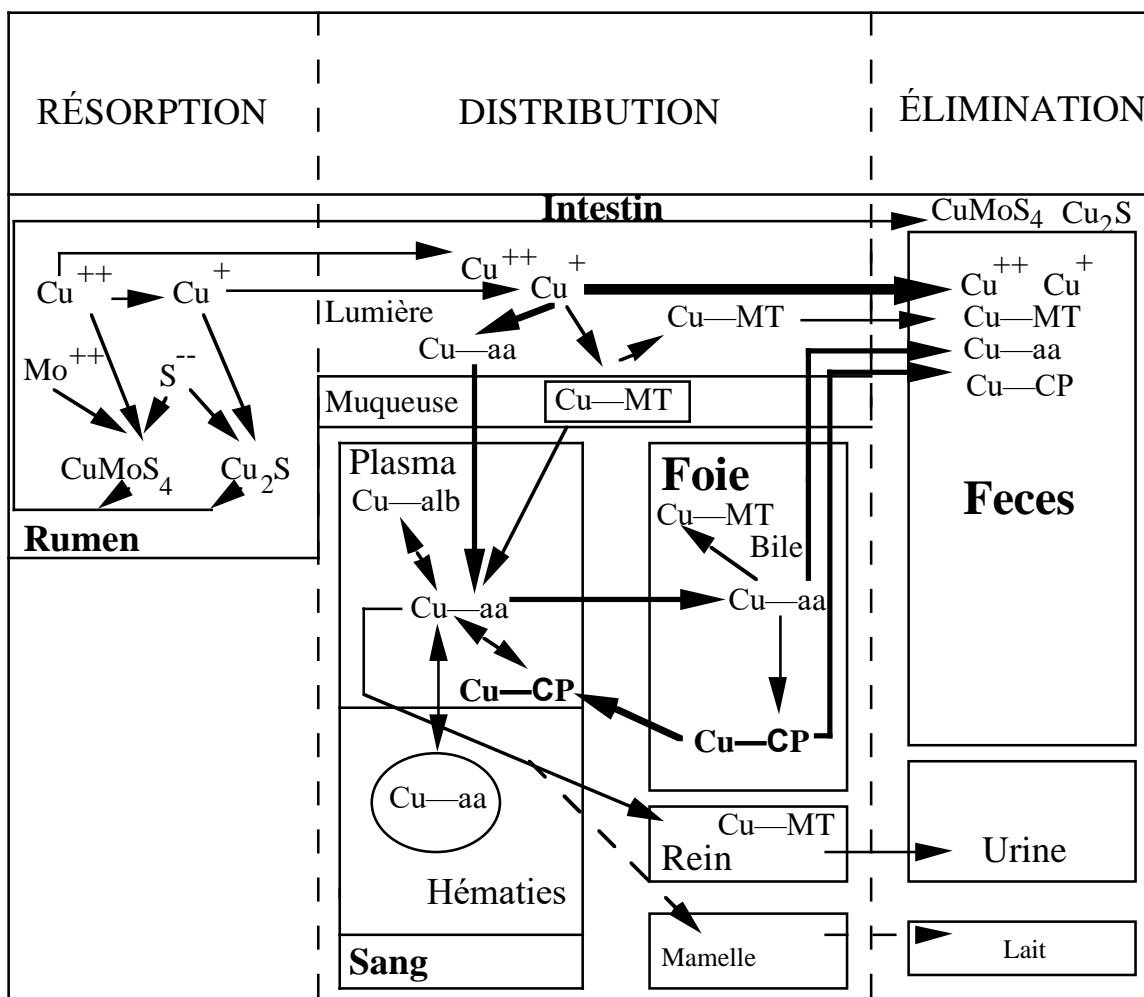 RÉSORPTION DISTRIBUTION ÉLIMINATION
Intestin
CuMoS4 Cu2S
Cu++ Cu+
Cu++ Cu+
Cu++ Cu+
Lumière
Cu—MT
Cu—MT
Cu—aa
Cu—aa
Mo++ S--
Cu—CP
Muqueuse
Cu—MT
CuMoS4 Cu2S
Rumen
Plasma
Cu—alb
Cu—aa
Cu—CP
Foie
Cu—MT
Bile
Cu—aa
Cu—CP
Feces
Cu—aa
Hématies
Sang
Cu—MT
Rein
Urine
Mamelle
Lait